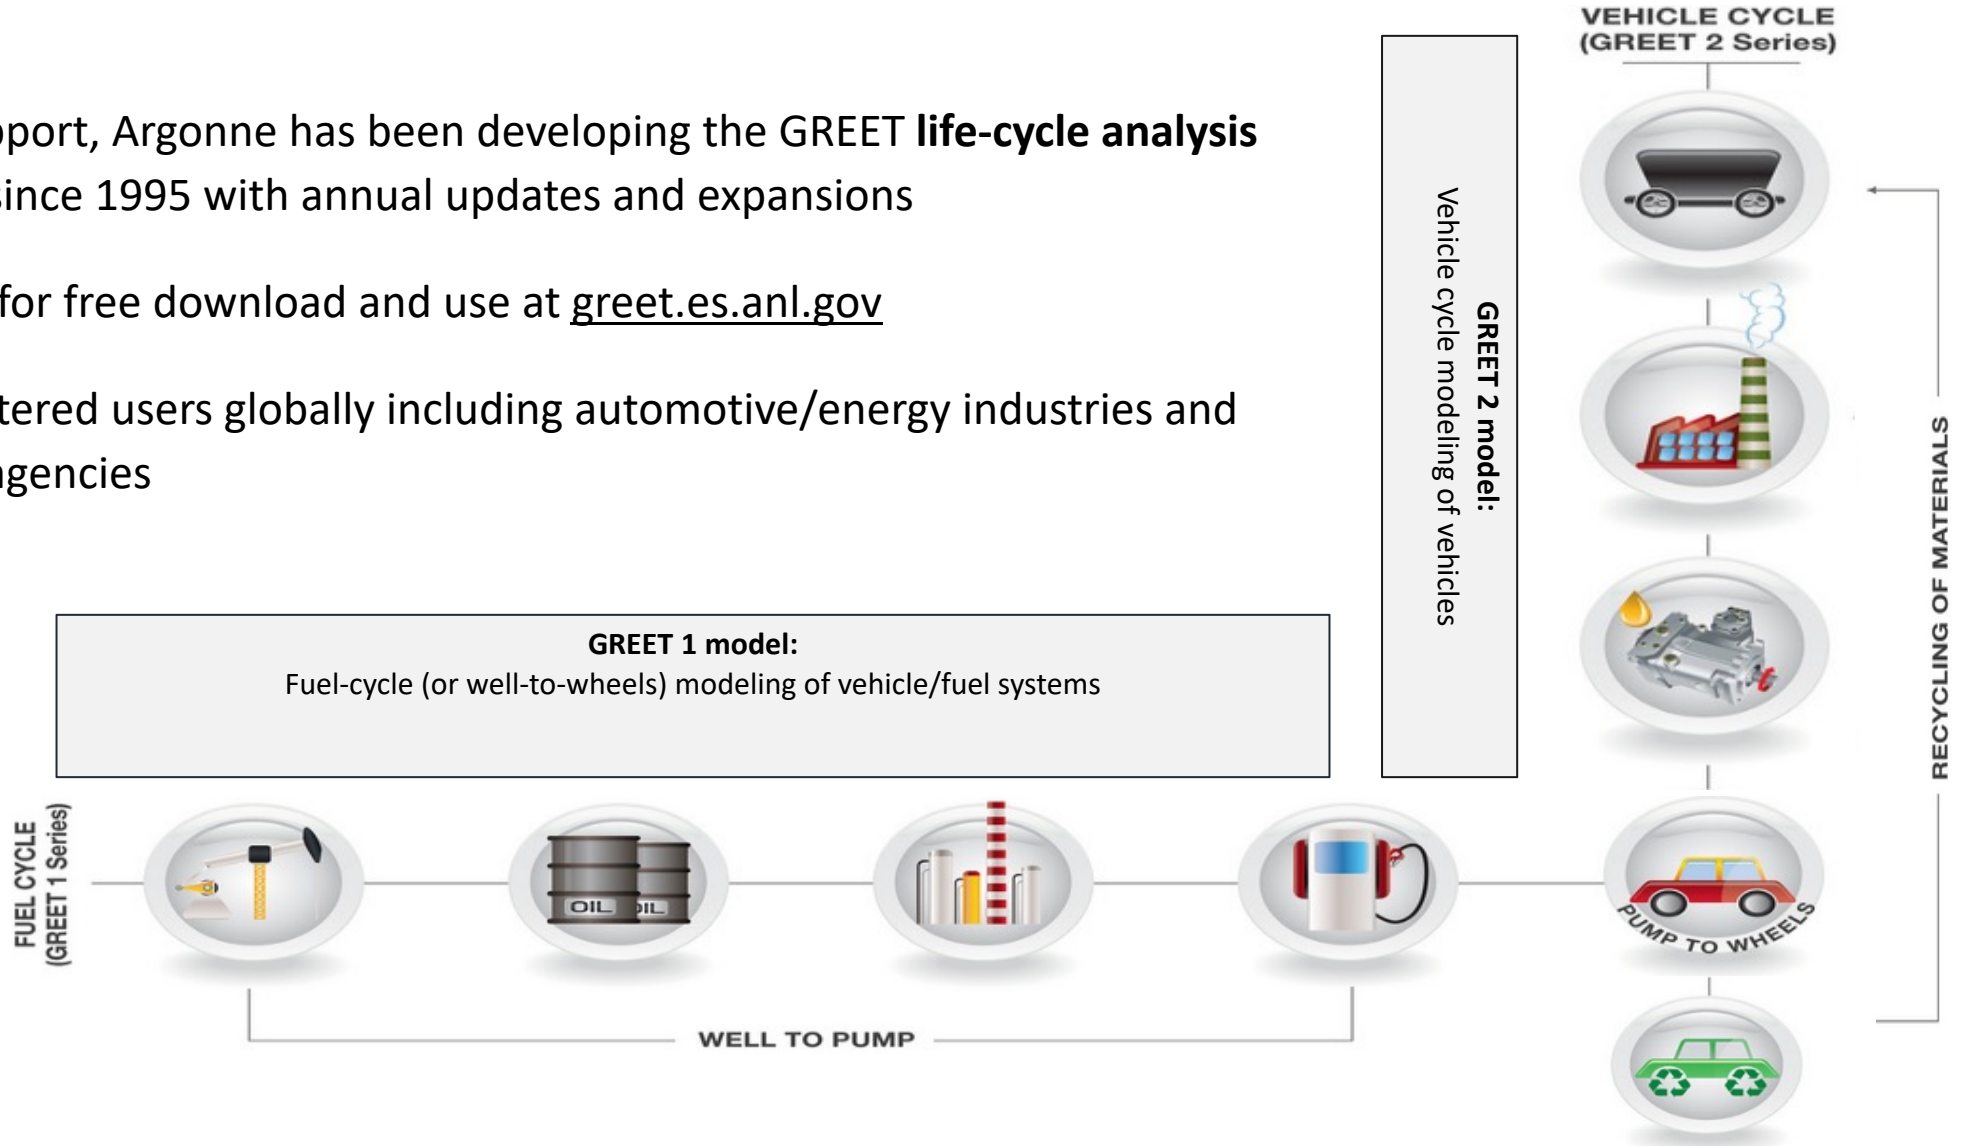 VEHICLE CYCLE
(GREET 2 Series)
pport, Argonne has been developing the GREET life-cycle analysis
since 1995 with annual updates and expansions
for free download and use at greet.es.anl.gov
tered users globally including automotive/energy industries and
agencies
GREET 2 model:
Vehicle cycle modeling of vehicles
RECYCLING OF MATERIALS
GREET 1 model:
Fuel-cycle (or well-to-wheels) modeling of vehicle/fuel systems
FUEL CYCLE
(GREET 1 Series)
OIL
OIL
PUMP TO WHEELS
WELL TO PUMP